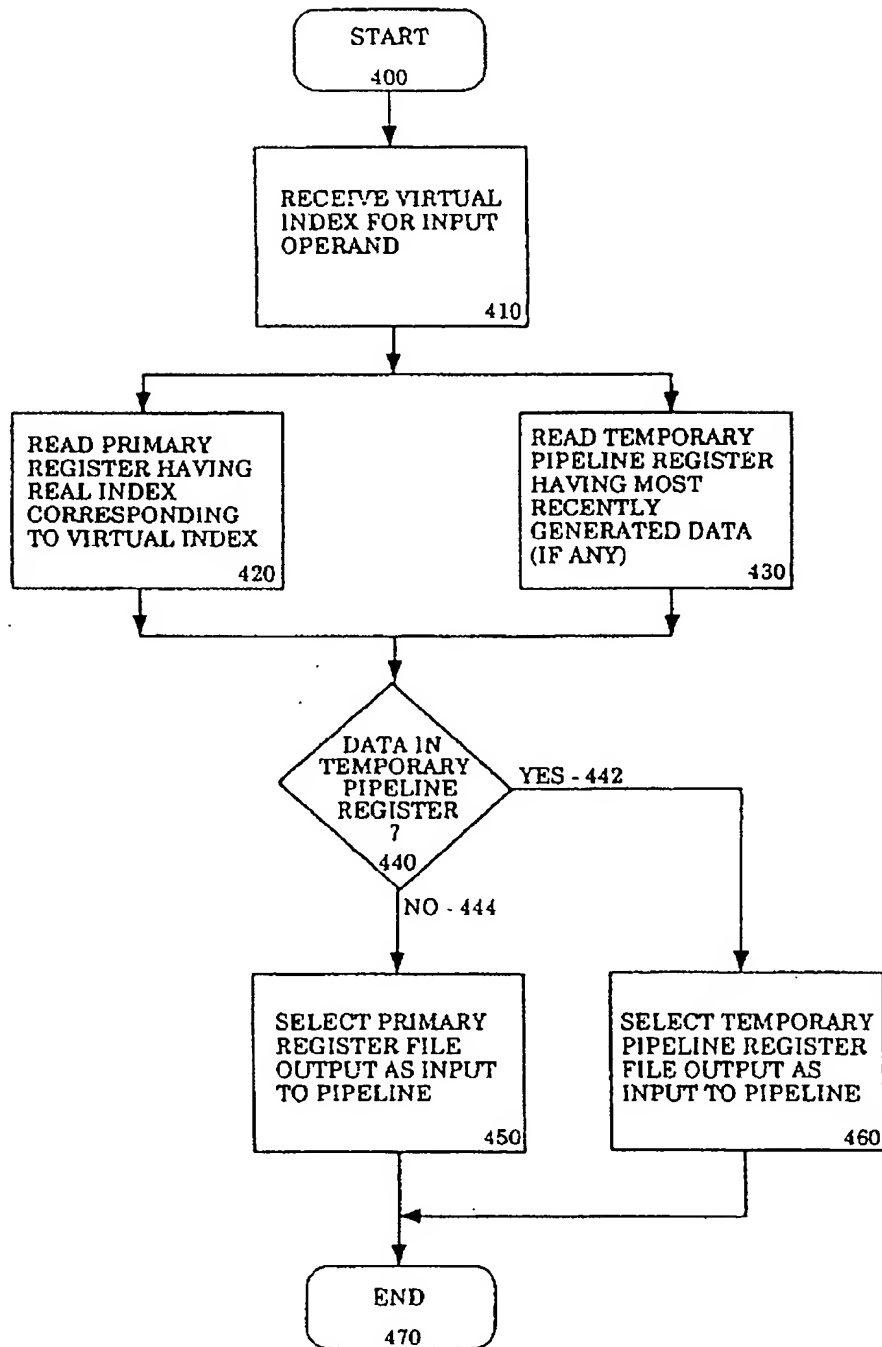 START
400
RECEIVE VIRTUAL
INDEX FOR INPUT
OPERAND
410
READ PRIMARY
REGISTER HAVING
REAL INDEX
CORRESPONDING
TO VIRTUAL INDEX
420
READ TEMPORARY
PIPELINE REGISTER
HAVING MOST
RECENTLY
GENERATED DATA
(IF ANY)
430
DATA IN
TEMPORARY
PIPELINE
REGISTER
?
440
YES - 442
NO - 444
SELECT PRIMARY
REGISTER FILE
OUTPUT AS INPUT
TO PIPELINE
450
SELECT TEMPORARY
PIPELINE REGISTER
FILE OUTPUT AS
INPUT TO PIPELINE
460
END
470